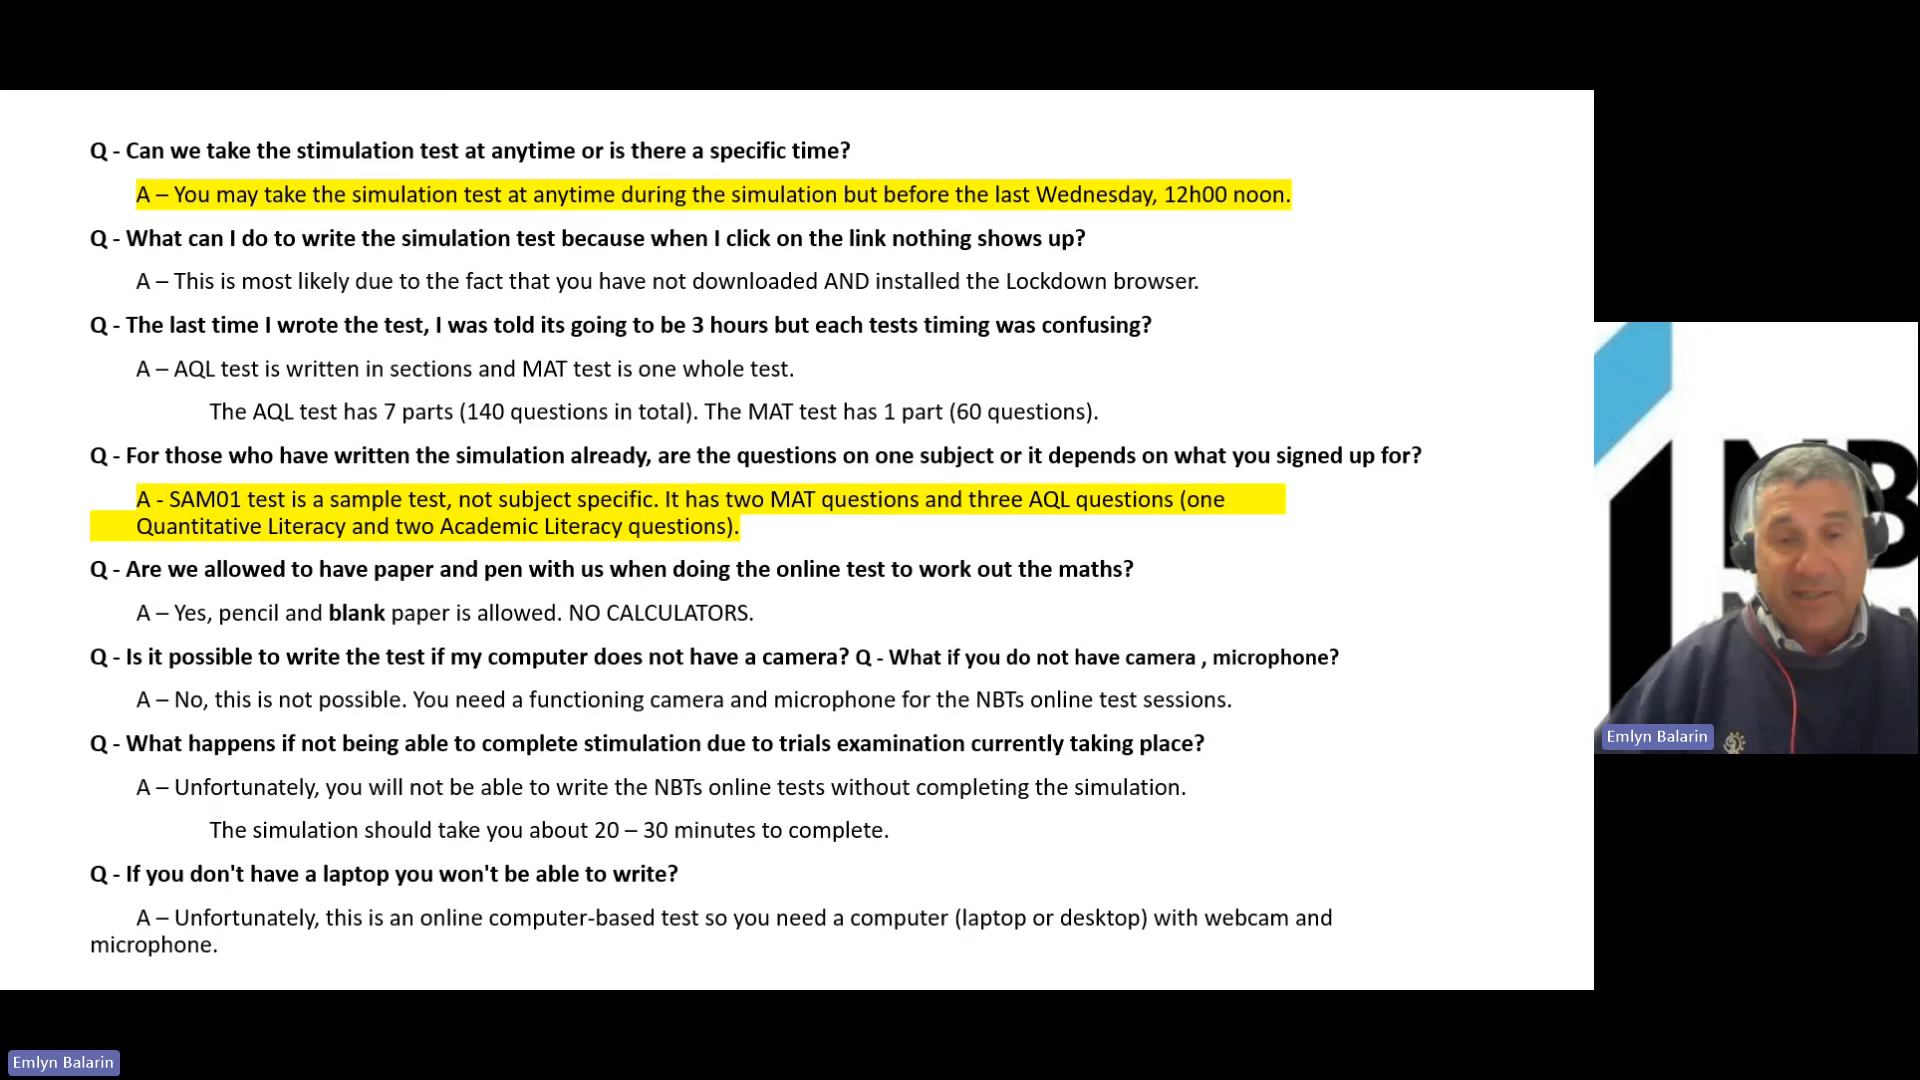 Q - Can we take the stimulation test at anytime or is there a specific time?
A – You may take the simulation test at anytime during the simulation but before the last Wednesday, 12h00 noon.
Q - What can I do to write the simulation test because when I click on the link nothing shows up?
A – This is most likely due to the fact that you have not downloaded AND installed the Lockdown browser.
Q - The last time I wrote the test, I was told its going to be 3 hours but each tests timing was confusing?
A – AQL test is written in sections and MAT test is one whole test.
The AQL test has 7 parts (140 questions in total). The MAT test has 1 part (60 questions).
Q - For those who have written the simulation already, are the questions on one subject or it depends on what you signed up for?
A - SAM01 test is a sample test, not subject specific. It has two MAT questions and three AQL questions (one
Quantitative Literacy and two Academic Literacy questions).
Q - Are we allowed to have paper and pen with us when doing the online test to work out the maths?
A – Yes, pencil and blank paper is allowed. NO CALCULATORS.
Q - Is it possible to write the test if my computer does not have a camera? Q - What if you do not have camera , microphone?
A – No, this is not possible. You need a functioning camera and microphone for the NBTs online test sessions.
Q - What happens if not being able to complete stimulation due to trials examination currently taking place?
A – Unfortunately, you will not be able to write the NBTs online tests without completing the simulation.
The simulation should take you about 20 – 30 minutes to complete.
Q - If you don't have a laptop you won't be able to write?
A – Unfortunately, this is an online computer-based test so you need a computer (laptop or desktop) with webcam and
microphone.
Emlyn Balarin
Emlyn Balarin